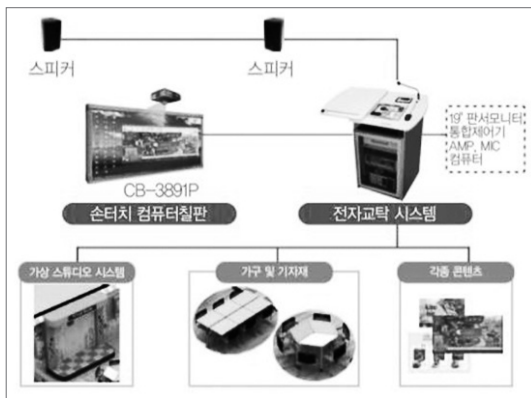 스피커
스피커
19" 판서모니터
통합제어기
AMP, MIC
컴퓨터
CB-3891P
손터치 컴퓨터칠판
전자교탁 시스템
가상 스튜디오 시스템
가구 및 기자재
각종 콘텐츠